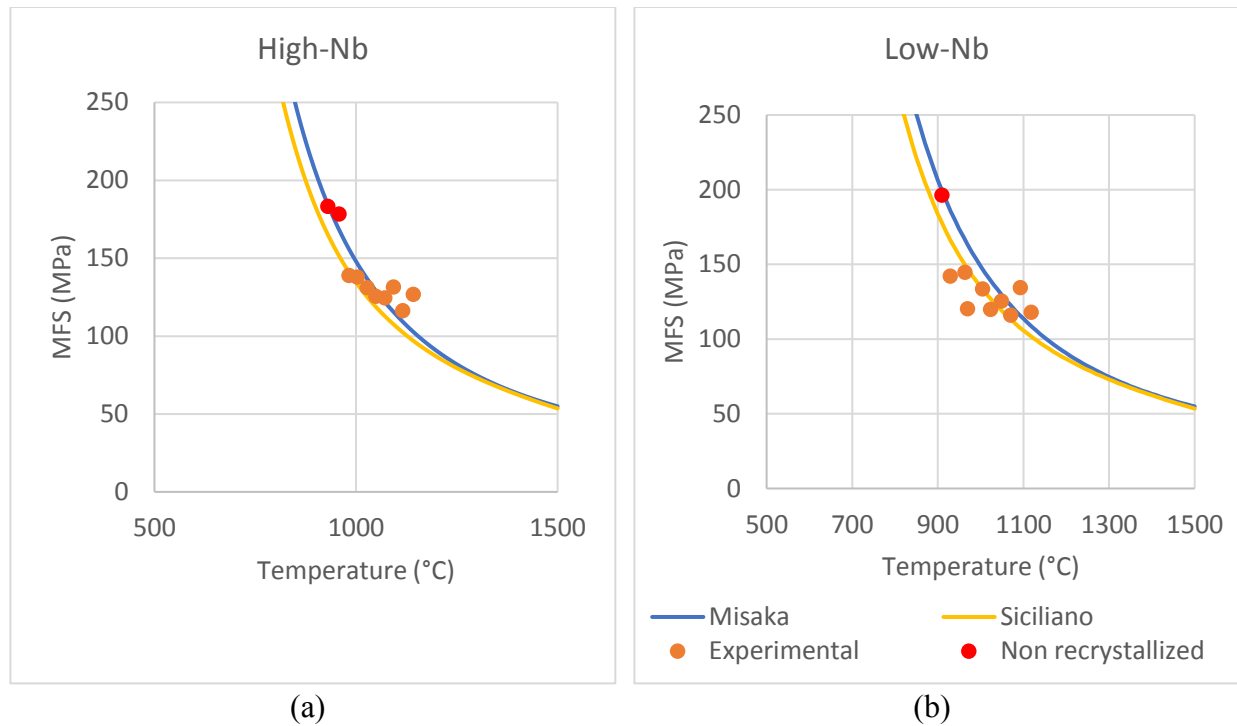 High-Nb
250
200
150
100
50
0
MFS (MPa)
500 1000 1500
Temperature (°C)
(a)
Low-Nb
250
200
150
100
50
0
MFS (MPa)
500 700 900 1100 1300 1500
Temperature (°C)
Misaka Siciliano
Experimental Non recrystallized
(b)